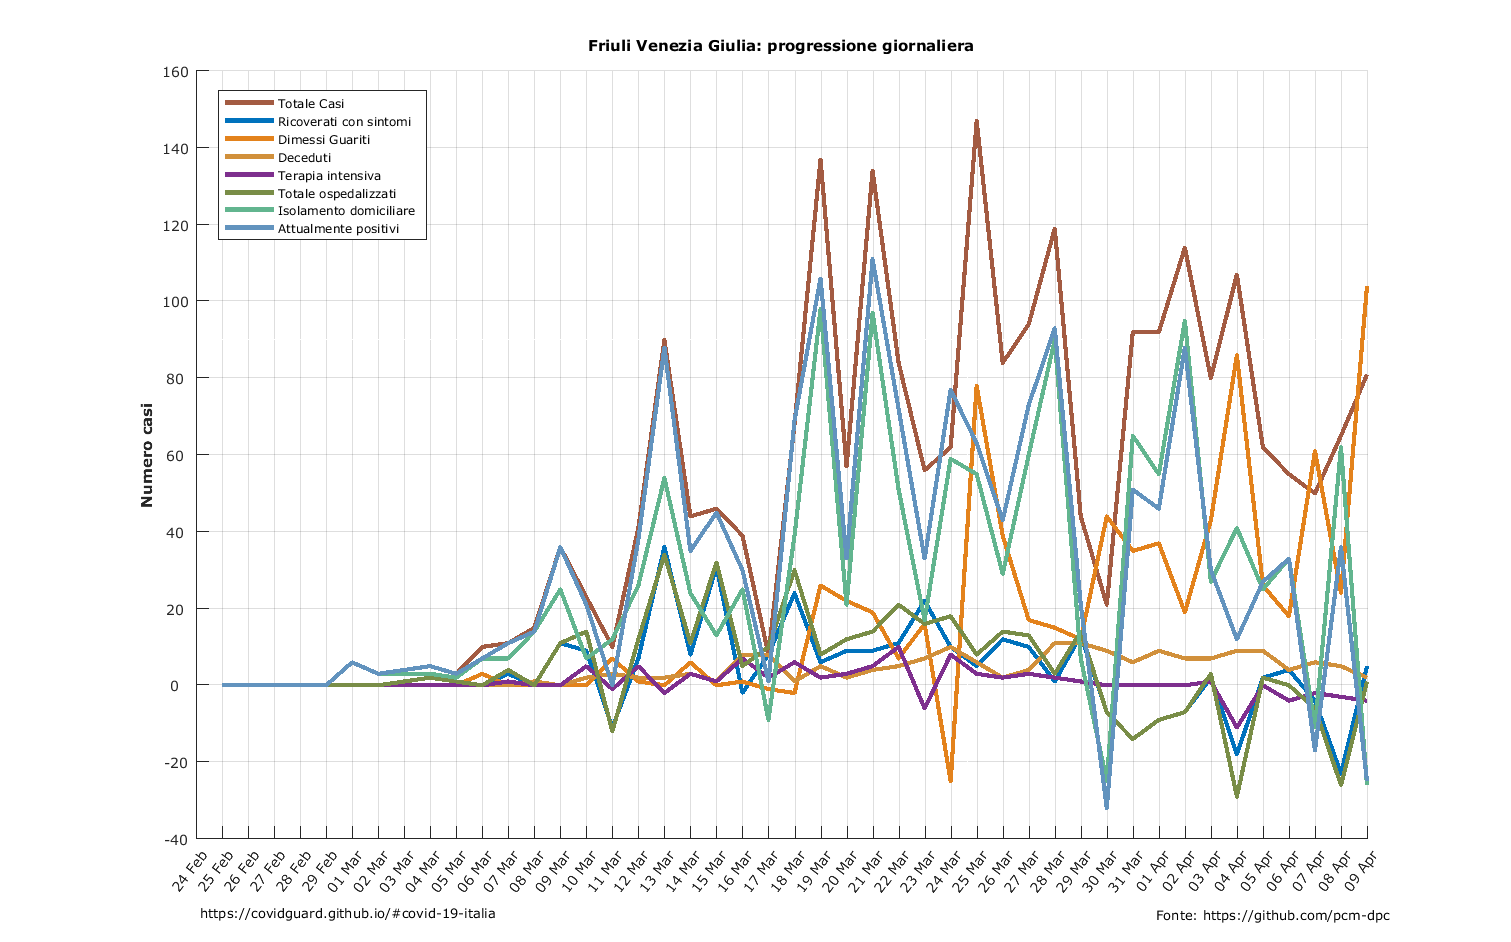 Friuli Venezia Giulia: progressione giornaliera
160
140
120
100
80
60
40
20
0
-20
-40
Numero casi
Totale Casi
Ricoverati con sintomi
Dimessi Guariti
Deceduti
Terapia intensiva
Totale ospedalizzati
Isolamento domiciliare
Attualmente positivi
24 Feb
25 Feb
26 Feb
27 Feb
28 Feb
29 Feb
01 Mar
02 Mar
03 Mar
04 Mar
05 Mar
06 Mar
07 Mar
08 Mar
09 Mar
10 Mar
11 Mar
12 Mar
13 Mar
14 Mar
15 Mar
16 Mar
17 Mar
18 Mar
19 Mar
20 Mar
21 Mar
22 Mar
23 Mar
24 Mar
25 Mar
26 Mar
27 Mar
28 Mar
29 Mar
30 Mar
31 Mar
01 Apr
02 Apr
03 Apr
04 Apr
05 Apr
06 Apr
07 Apr
08 Apr
09 Apr
https://covidguard.github.io/#covid-19-italia
Fonte: https://github.com/pcm-dpc